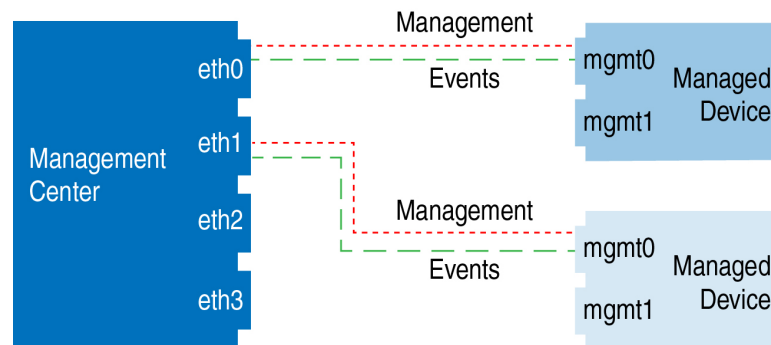 Management
eth0
mgmt0
Managed
Device
Events
mgmt1
eth1
Management
Center
eth2
Management
mgmt0
Managed
Device
Events
eth3
mgmt1